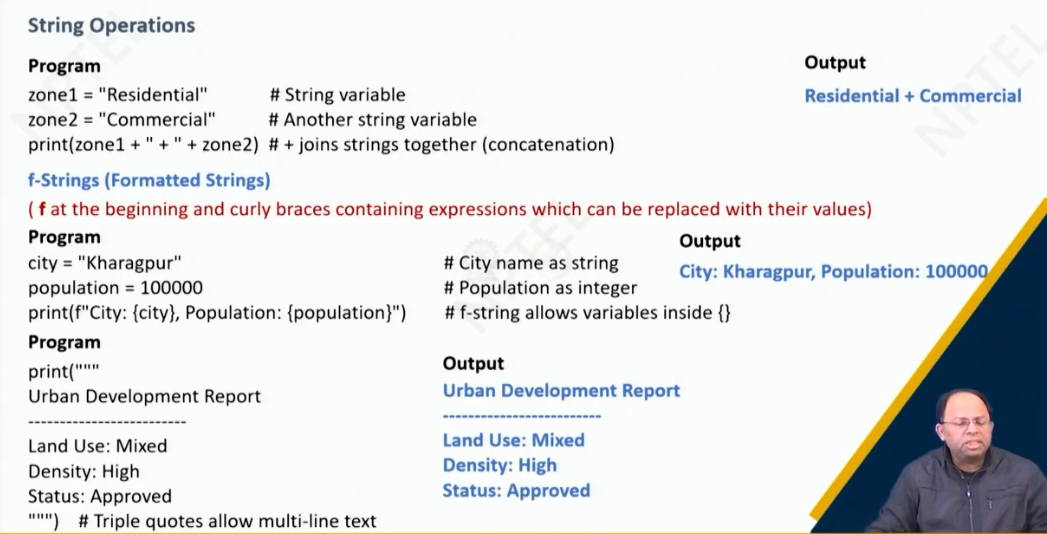 String Operations
Program
zone1 = "Residential" # String variable
zone2 = "Commercial" # Another string variable
print(zone1 + " + " + zone2) # + joins strings together (concatenation)
Output
Residential + Commercial
f-Strings (Formatted Strings)
( f at the beginning and curly braces containing expressions which can be replaced with their values)
Program
city = "Kharagpur" # City name as string
population = 100000 # Population as integer
print(f"City: {city}, Population: {population}") # f-string allows variables inside {}
Output
City: Kharagpur, Population: 100000
Program
print("""
Urban Development Report
-------------------------
Land Use: Mixed
Density: High
Status: Approved
""") # Triple quotes allow multi-line text
Output
Urban Development Report
-------------------------
Land Use: Mixed
Density: High
Status: Approved
NPTEL
NPTEL
NPTEL